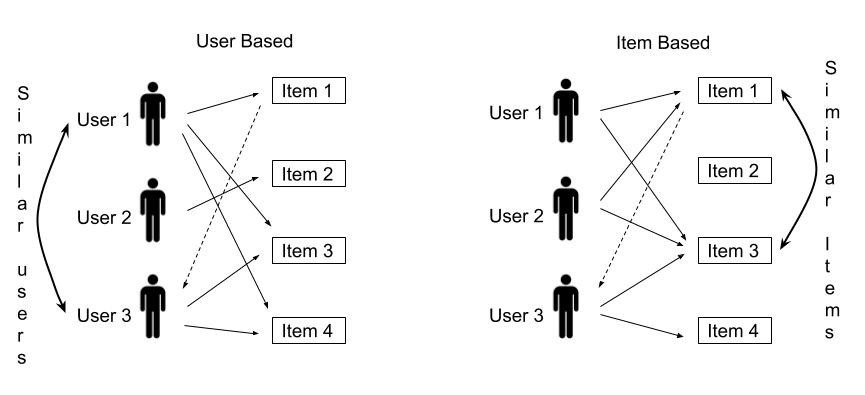 User Based
Similar users
User 1
User 2
User 3
Item 1
Item 2
Item 3
Item 4
Item Based
User 1
User 2
User 3
Item 1
Item 2
Item 3
Item 4
Similar Items